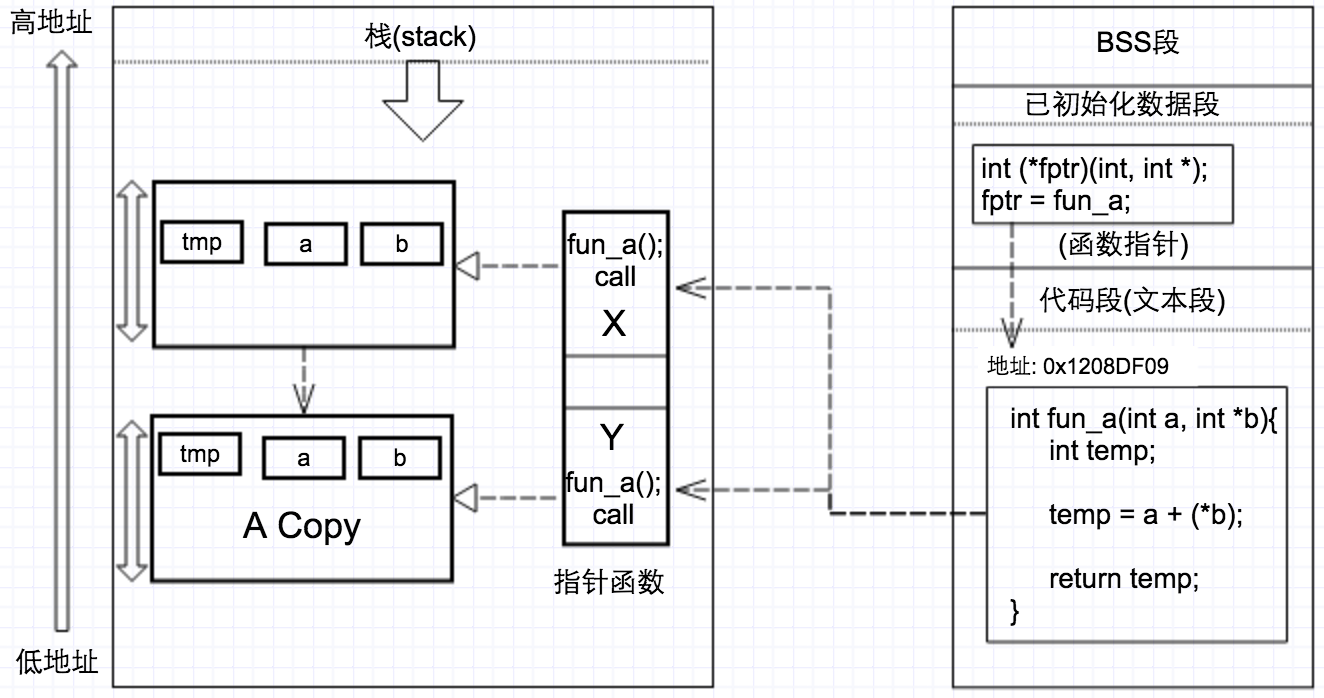 高地址
栈(stack)
tmp
a
b
tmp
a
b
A Copy
低地址
fun_a();
call
X
Y
fun_a();
call
指针函数
BSS段
已初始化数据段
int (*fptr)(int, int *);
fptr = fun_a;
(函数指针)
代码段(文本段)
地址: 0x1208DF09
int fun_a(int a, int *b){
int temp;
temp = a + (*b);
return temp;
}